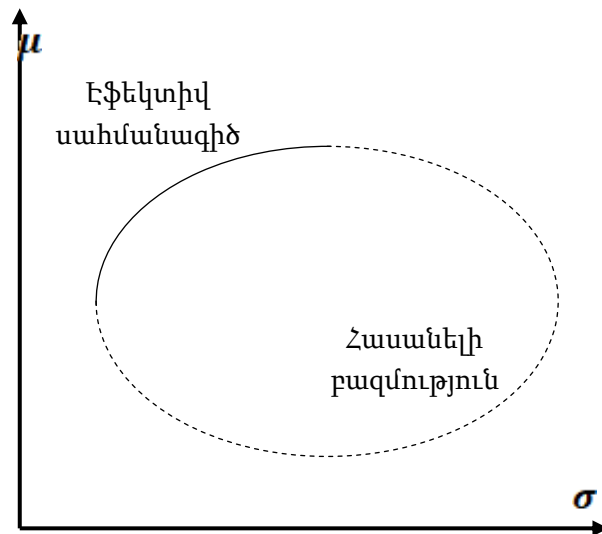 μ
Էֆեկտիվ
սահմանագիծ
Հասանելի
բազմություն
σ